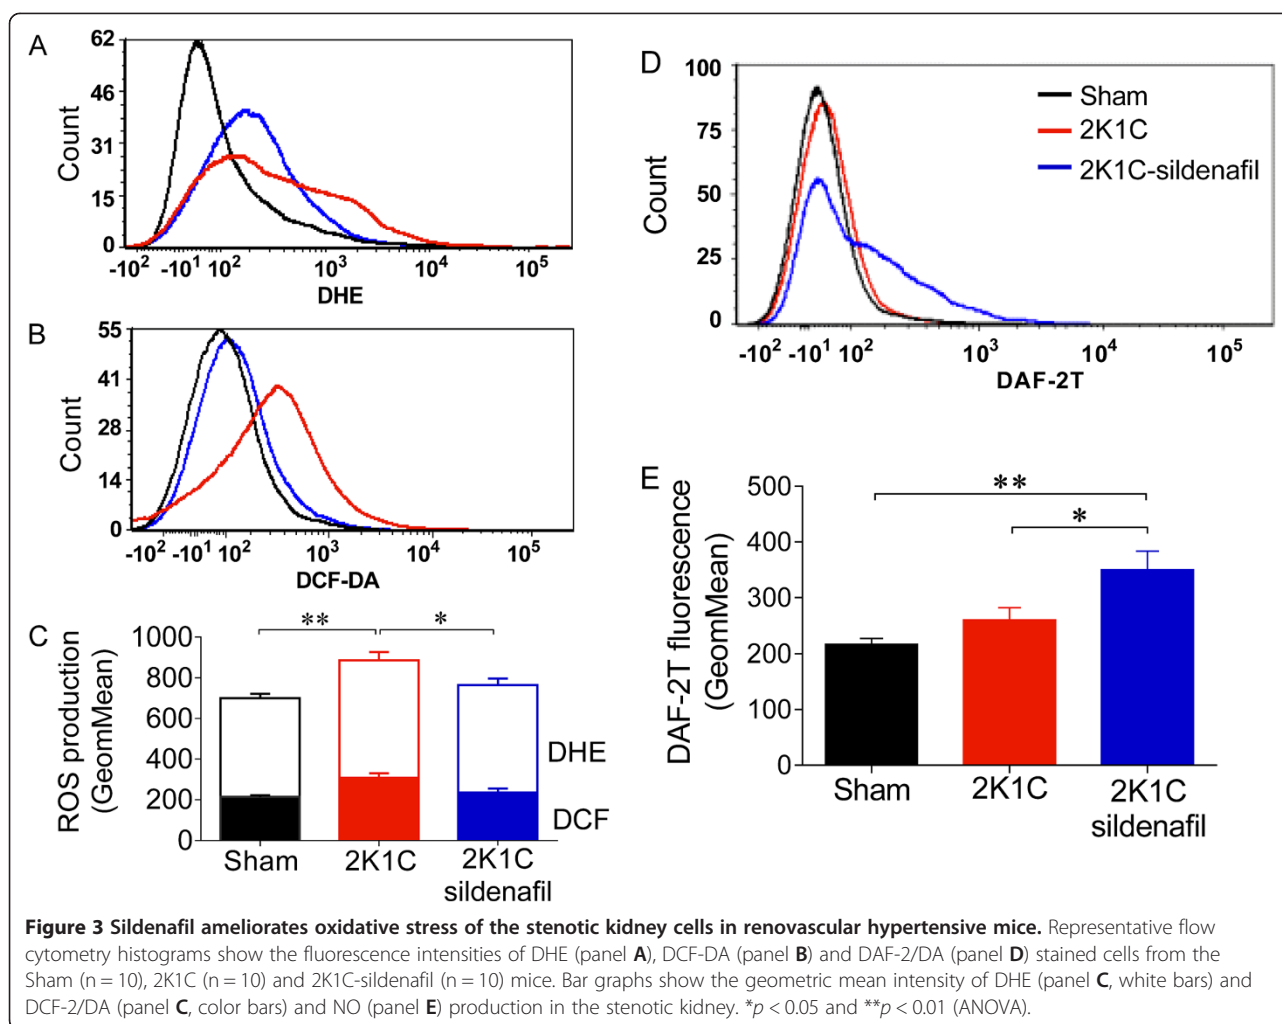 A
62
46
31
15
0
Count
-10² -10¹ 10² 10³ 10⁴ 10⁵
DHE
B
55
41
28
14
0
Count
-10² -10¹ 10² 10³ 10⁴ 10⁵
DCF-DA
C
1000
800
600
400
200
0
ROS production
(GeomMean)
** *
DHE
DCF
Sham 2K1C 2K1C
sildenafil
D
100
75
50
25
0
Count
Sham
2K1C
2K1C-sildenafil
-10² -10¹ 10² 10³ 10⁴ 10⁵
DAF-2T
E
500
400
300
200
100
0
DAF-2T fluorescence
(GeomMean)
**
*
Sham 2K1C 2K1C
sildenafil
Figure 3 Sildenafil ameliorates oxidative stress of the stenotic kidney cells in renovascular hypertensive mice. Representative flow
cytometry histograms show the fluorescence intensities of DHE (panel A), DCF-DA (panel B) and DAF-2/DA (panel D) stained cells from the
Sham (n = 10), 2K1C (n = 10) and 2K1C-sildenafil (n = 10) mice. Bar graphs show the geometric mean intensity of DHE (panel C, white bars) and
DCF-2/DA (panel C, color bars) and NO (panel E) production in the stenotic kidney. *p < 0.05 and **p < 0.01 (ANOVA).